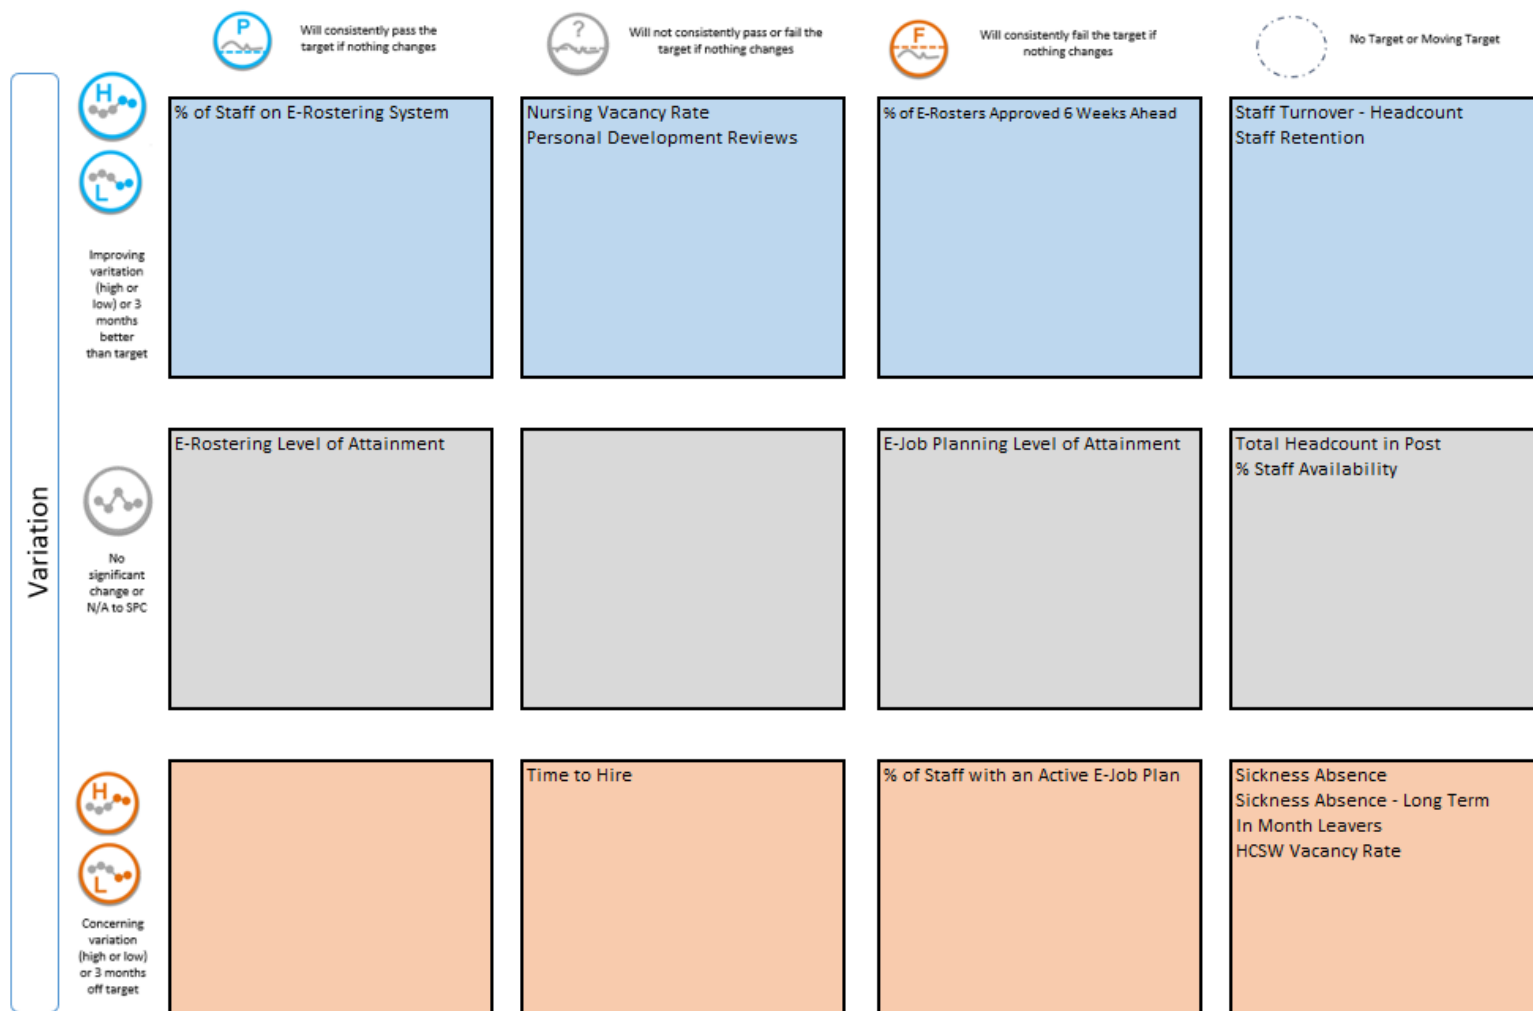 P
Will consistently pass the
target if nothing changes
?
Will not consistently pass or fail the
target if nothing changes
F
Will consistently fail the target if
nothing changes
No Target or Moving Target
Variation
H
L
Improving
varitation
(high or
low) or 3
months
better
than target
% of Staff on E-Rostering System
Nursing Vacancy Rate
Personal Development Reviews
% of E-Rosters Approved 6 Weeks Ahead
Staff Turnover - Headcount
Staff Retention
No
significant
change or
N/A to SPC
E-Rostering Level of Attainment
E-Job Planning Level of Attainment
Total Headcount in Post
% Staff Availability
H
L
Concerning
variation
(high or low)
or 3 months
off target
Time to Hire
% of Staff with an Active E-Job Plan
Sickness Absence
Sickness Absence - Long Term
In Month Leavers
HCSW Vacancy Rate